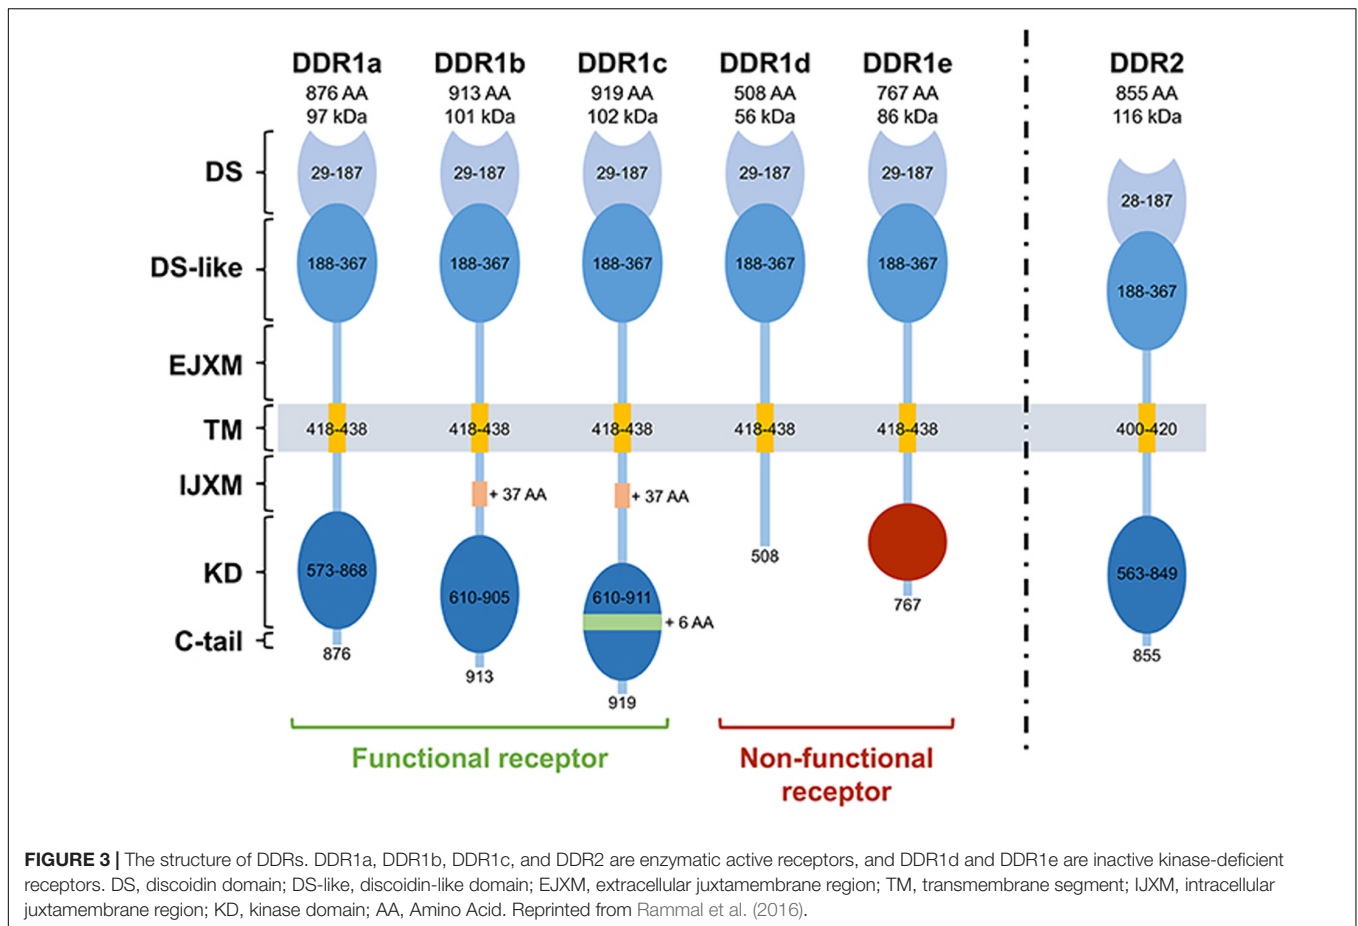 DDR1a DDR1b DDR1c DDR1d DDR1e DDR2
876 AA 913 AA 919 AA 508 AA 767 AA 855 AA
97 kDa 101 kDa 102 kDa 56 kDa 86 kDa 116 kDa
DS 29-187 29-187 29-187 29-187 29-187 28-187
DS-like 188-367 188-367 188-367 188-367 188-367 188-367
EJXM
TM 418-438 418-438 418-438 418-438 418-438 400-420
IJXM + 37 AA + 37 AA
508
KD 573-868 610-905 610-911 563-849
767
+ 6 AA
C-tail 876 913 919 855
Functional receptor Non-functional
receptor
FIGURE 3 | The structure of DDRs. DDR1a, DDR1b, DDR1c, and DDR2 are enzymatic active receptors, and DDR1d and DDR1e are inactive kinase-deficient
receptors. DS, discoidin domain; DS-like, discoidin-like domain; EJXM, extracellular juxtamembrane region; TM, transmembrane segment; IJXM, intracellular
juxtamembrane region; KD, kinase domain; AA, Amino Acid. Reprinted from Rammal et al. (2016).